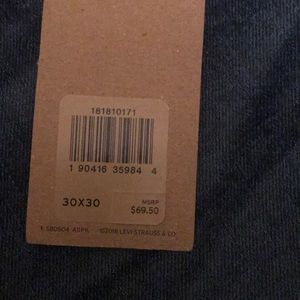 181810171
1 90416 35984 4
30X30
MSRP
$69.50
©2018 LEVI STRAUSS & CO